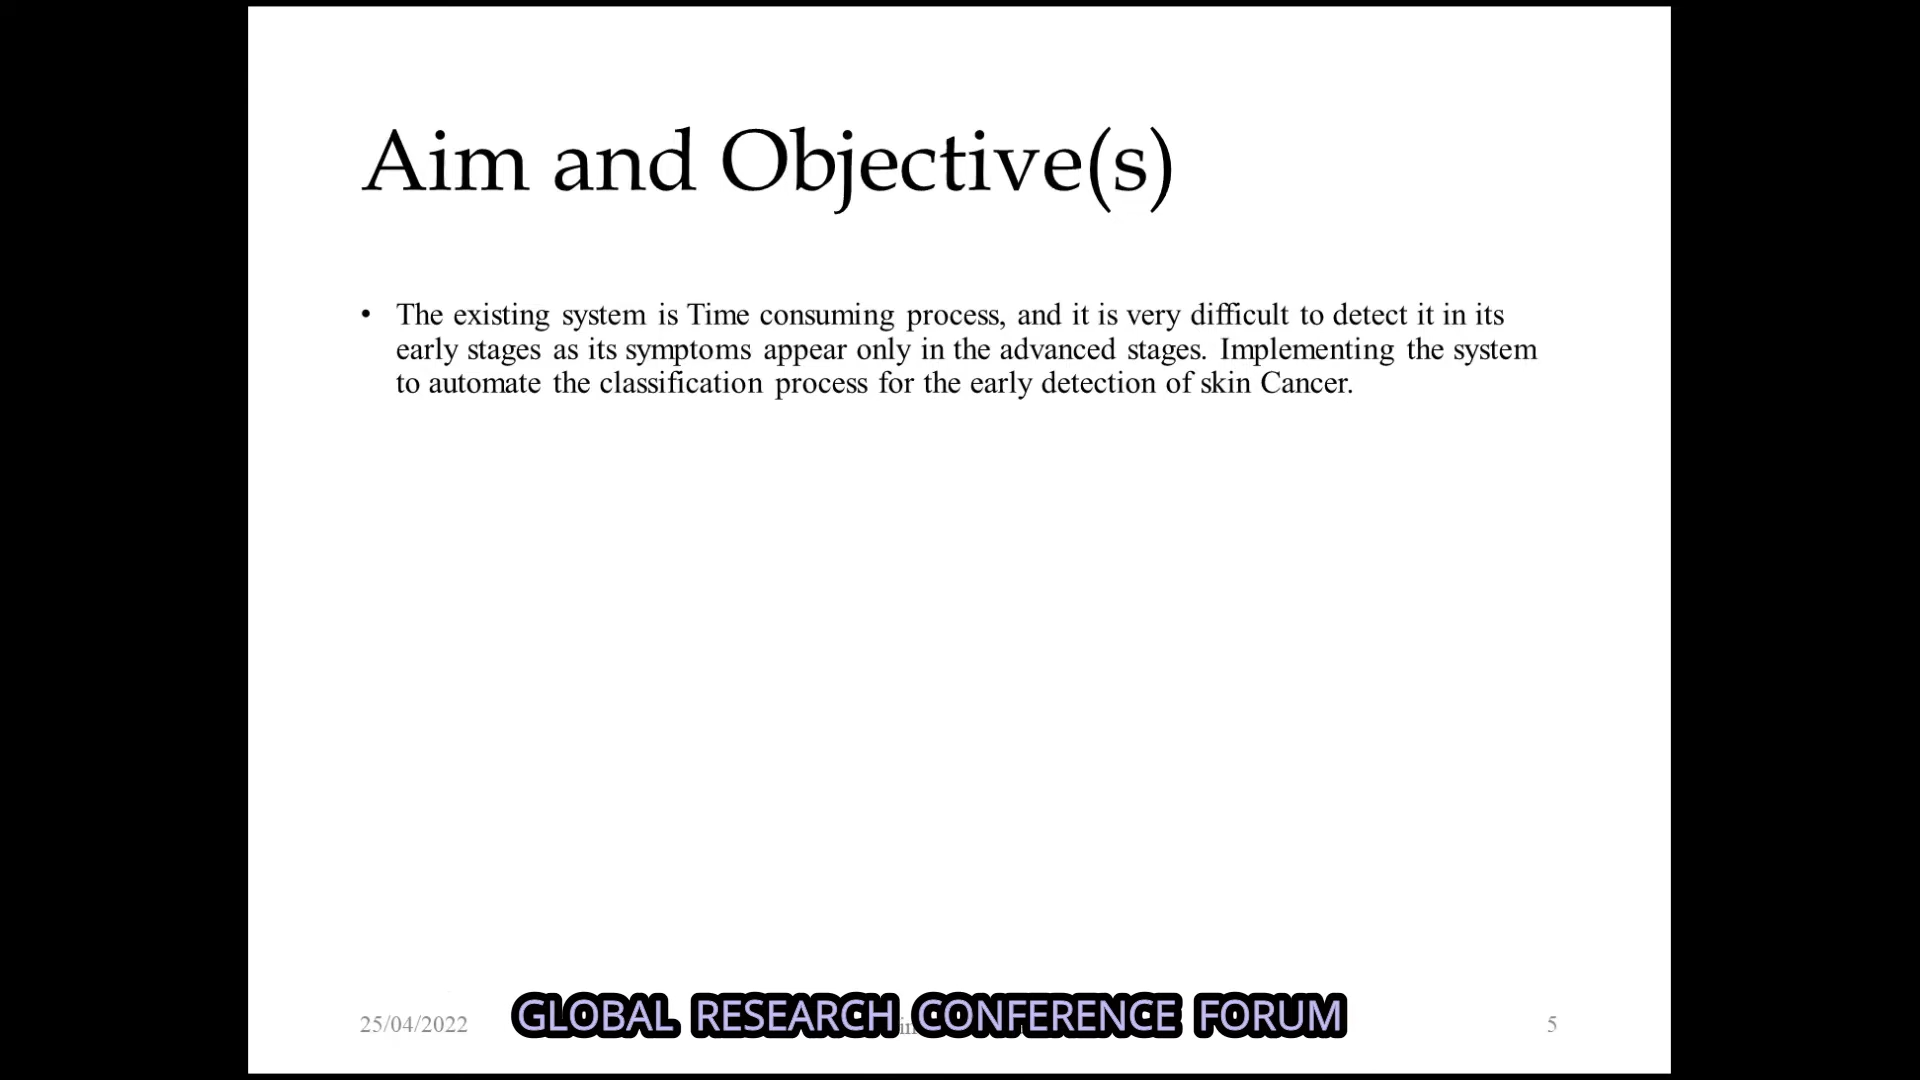 Aim and Objective(s)
• The existing system is Time consuming process, and it is very difficult to detect it in its
early stages as its symptoms appear only in the advanced stages. Implementing the system
to automate the classification process for the early detection of skin Cancer.
25/04/2022 GLOBAL RESEARCH CONFERENCE FORUM 5